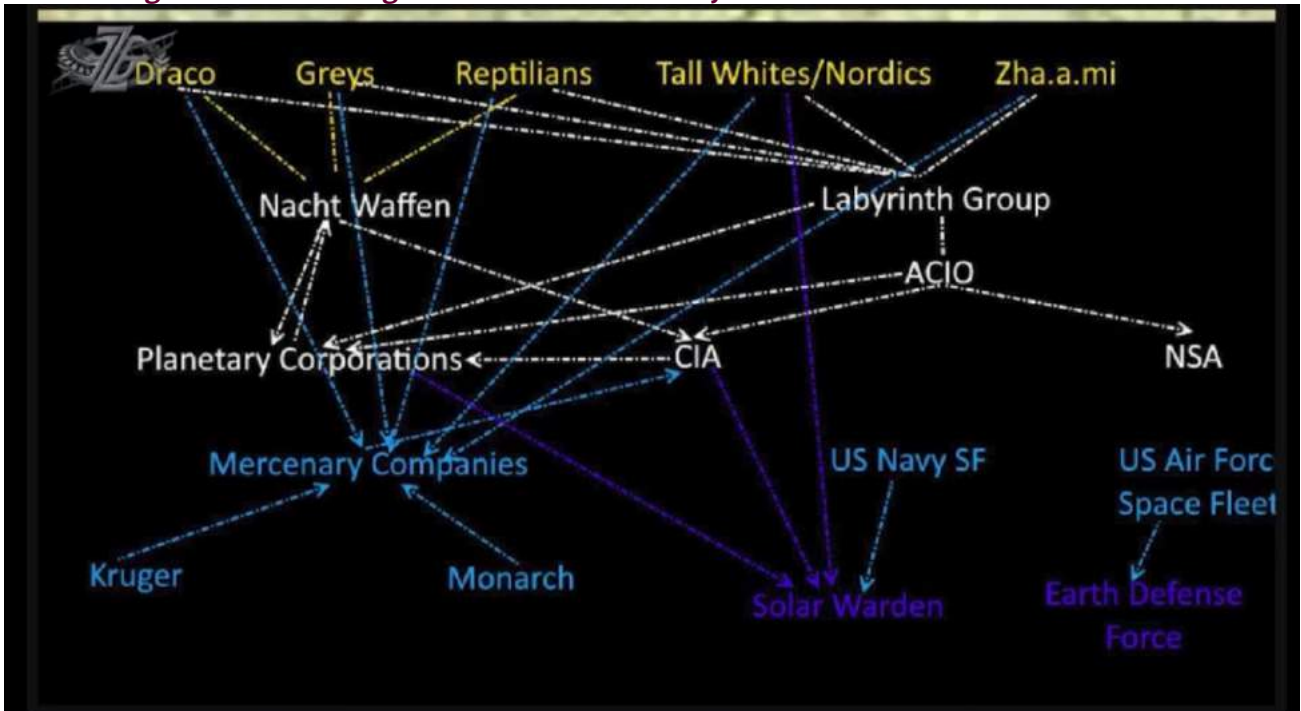 Draco Greys Reptilians Tall Whites/Nordics Zha.a.mi
Nacht Waffen Labyrinth Group
ACIO
Planetary Corporations CIA NSA
Mercenary Companies US Navy SF US Air Forc
Space Fleet
Kruger Monarch
Solar Warden Earth Defense
Force